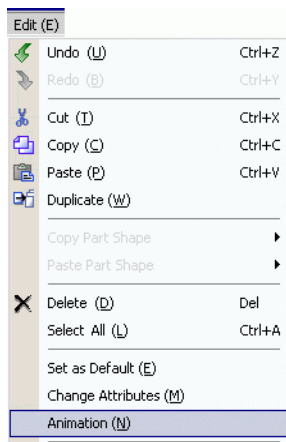 Edit (E)
Undo (U) Ctrl+Z
Redo (B) Ctrl+Y
Cut (T) Ctrl+X
Copy (C) Ctrl+C
Paste (P) Ctrl+V
Duplicate (W)
Copy Part Shape
Paste Part Shape
Delete (D) Del
Select All (L) Ctrl+A
Set as Default (E)
Change Attributes (M)
Animation (N)